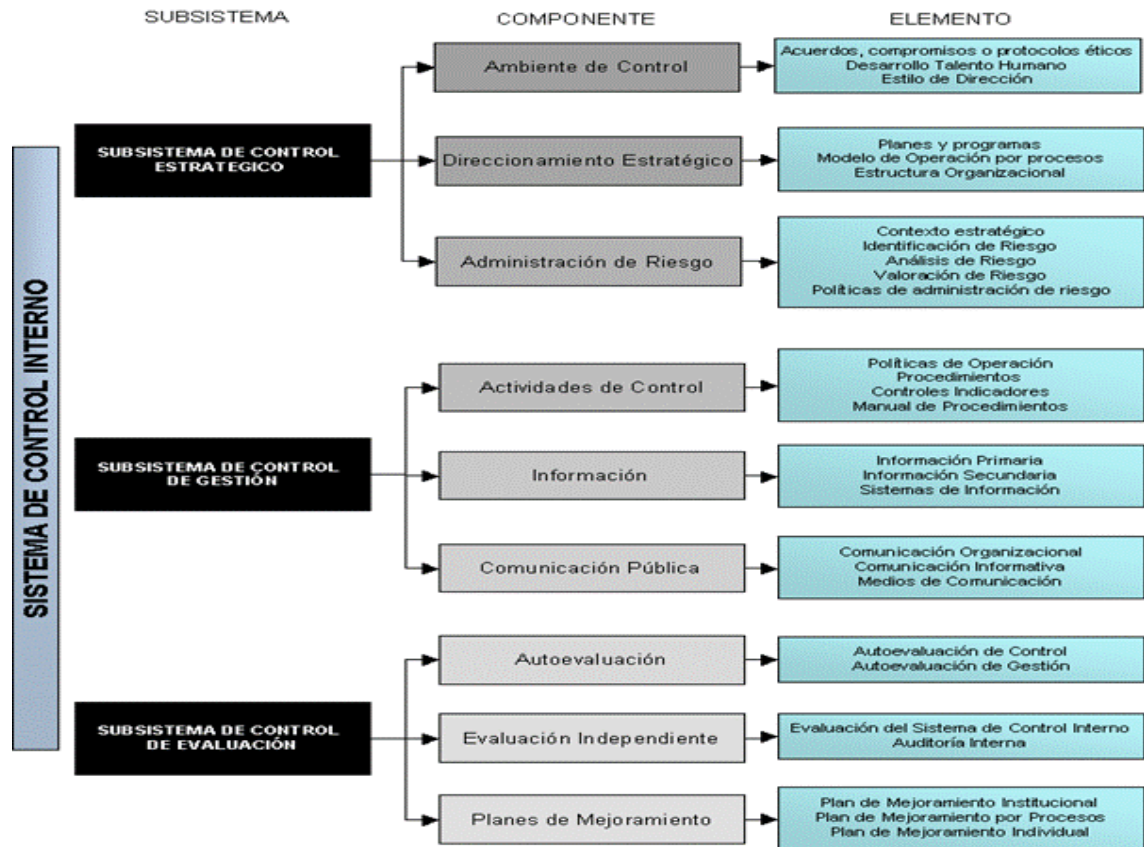 SUBSISTEMA
COMPONENTE
ELEMENTO
SISTEMA DE CONTROL INTERNO
SUBSISTEMA DE CONTROL
ESTRATEGICO
Ambiente de Control
Acuerdos, compromisos o protocolos éticos
Desarrollo Talento Humano
Estilo de Dirección
Direccionamiento Estratégico
Planes y programas
Modelo de Operación por procesos
Estructura Organizacional
Administración de Riesgo
Contexto estratégico
Identificación de Riesgo
Análisis de Riesgo
Valoración de Riesgo
Políticas de administración de riesgo
SUBSISTEMA DE CONTROL
DE GESTIÓN
Actividades de Control
Políticas de Operación
Procedimientos
Controles Indicadores
Manual de Procedimientos
Información
Información Primaria
Información Secundaria
Sistemas de Información
Comunicación Pública
Comunicación Organizacional
Comunicación Informativa
Medios de Comunicación
SUBSISTEMA DE CONTROL
DE EVALUACIÓN
Autoevaluación
Autoevaluación de Control
Autoevaluación de Gestión
Evaluación Independiente
Evaluación del Sistema de Control Interno
Auditoría Interna
Planes de Mejoramiento
Plan de Mejoramiento Institucional
Plan de Mejoramiento por Procesos
Plan de Mejoramiento Individual